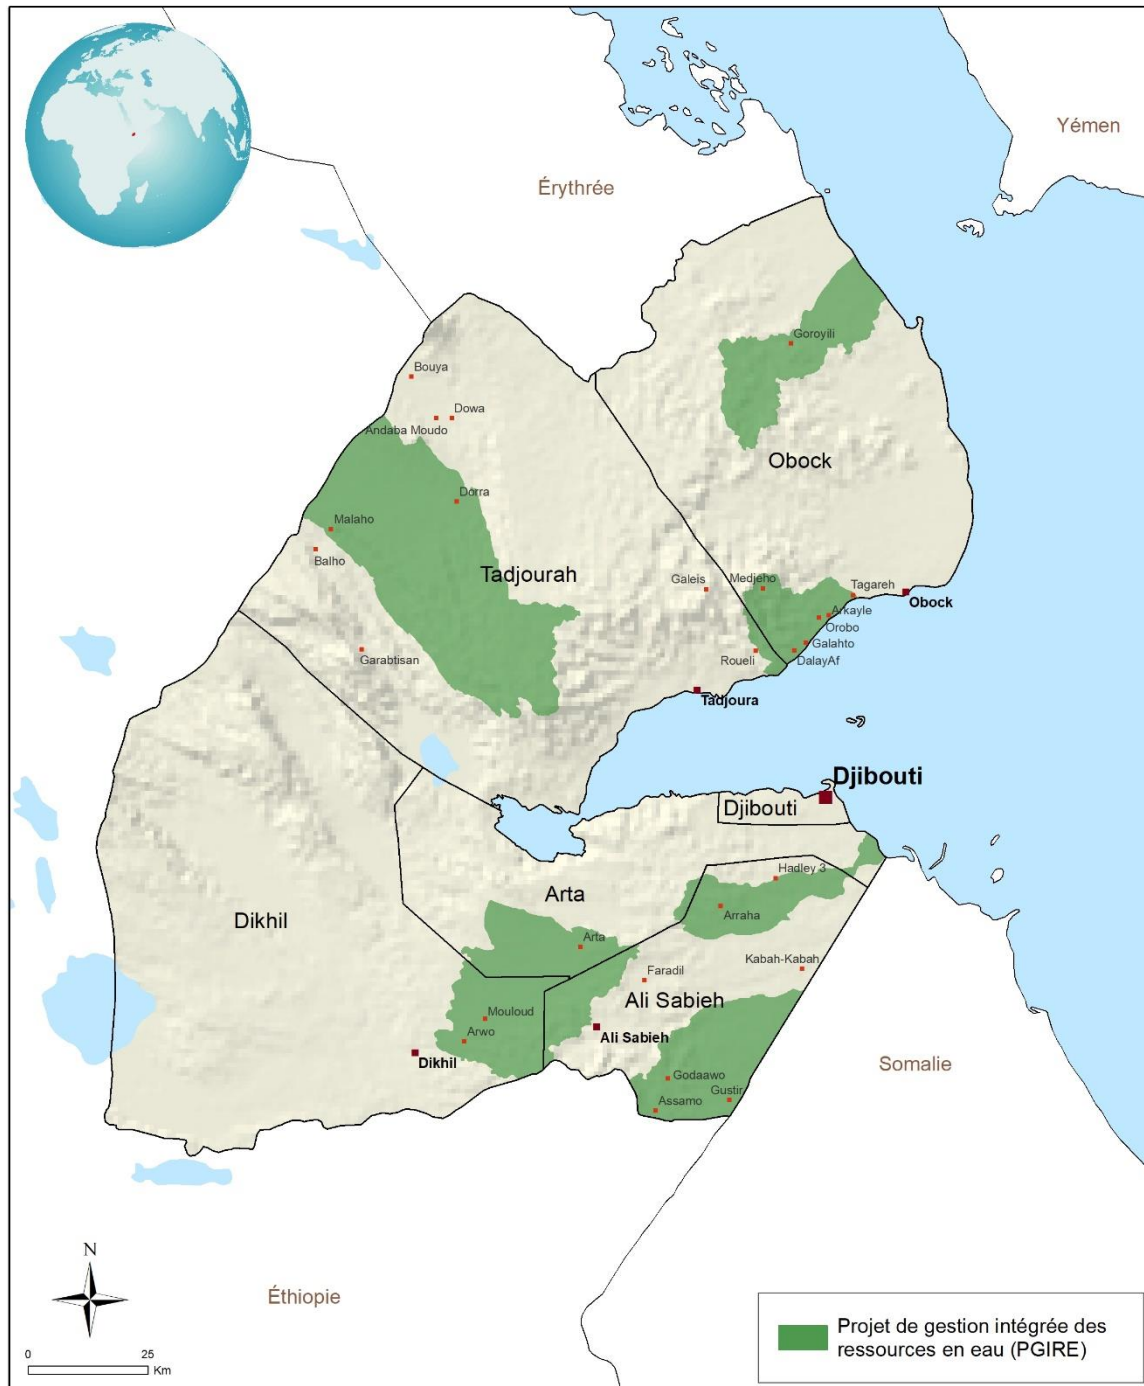 Yémen
Érythrée
Goroyili
Bouya
Dowa
Andaba Moudo
Obock
Dorra
Malaho
Balho
Tadjourah
Galeis
Medjeho
Tagareh
Obock
Arkayle
Orobo
Galahto
DalayAf
Roueli
Garabtisan
Tadjoura
Djibouti
Djibouti
Hadley 3
Arta
Arraha
Dikhil
Arta
Kabah-Kabah
Faradil
Ali Sabieh
Mouloud
Arwo
Ali Sabieh
Dikhil
Somalie
Godaawo
Gustir
Assamo
N
Éthiopie
0 25
Km
Projet de gestion intégrée des
ressources en eau (PGIRE)